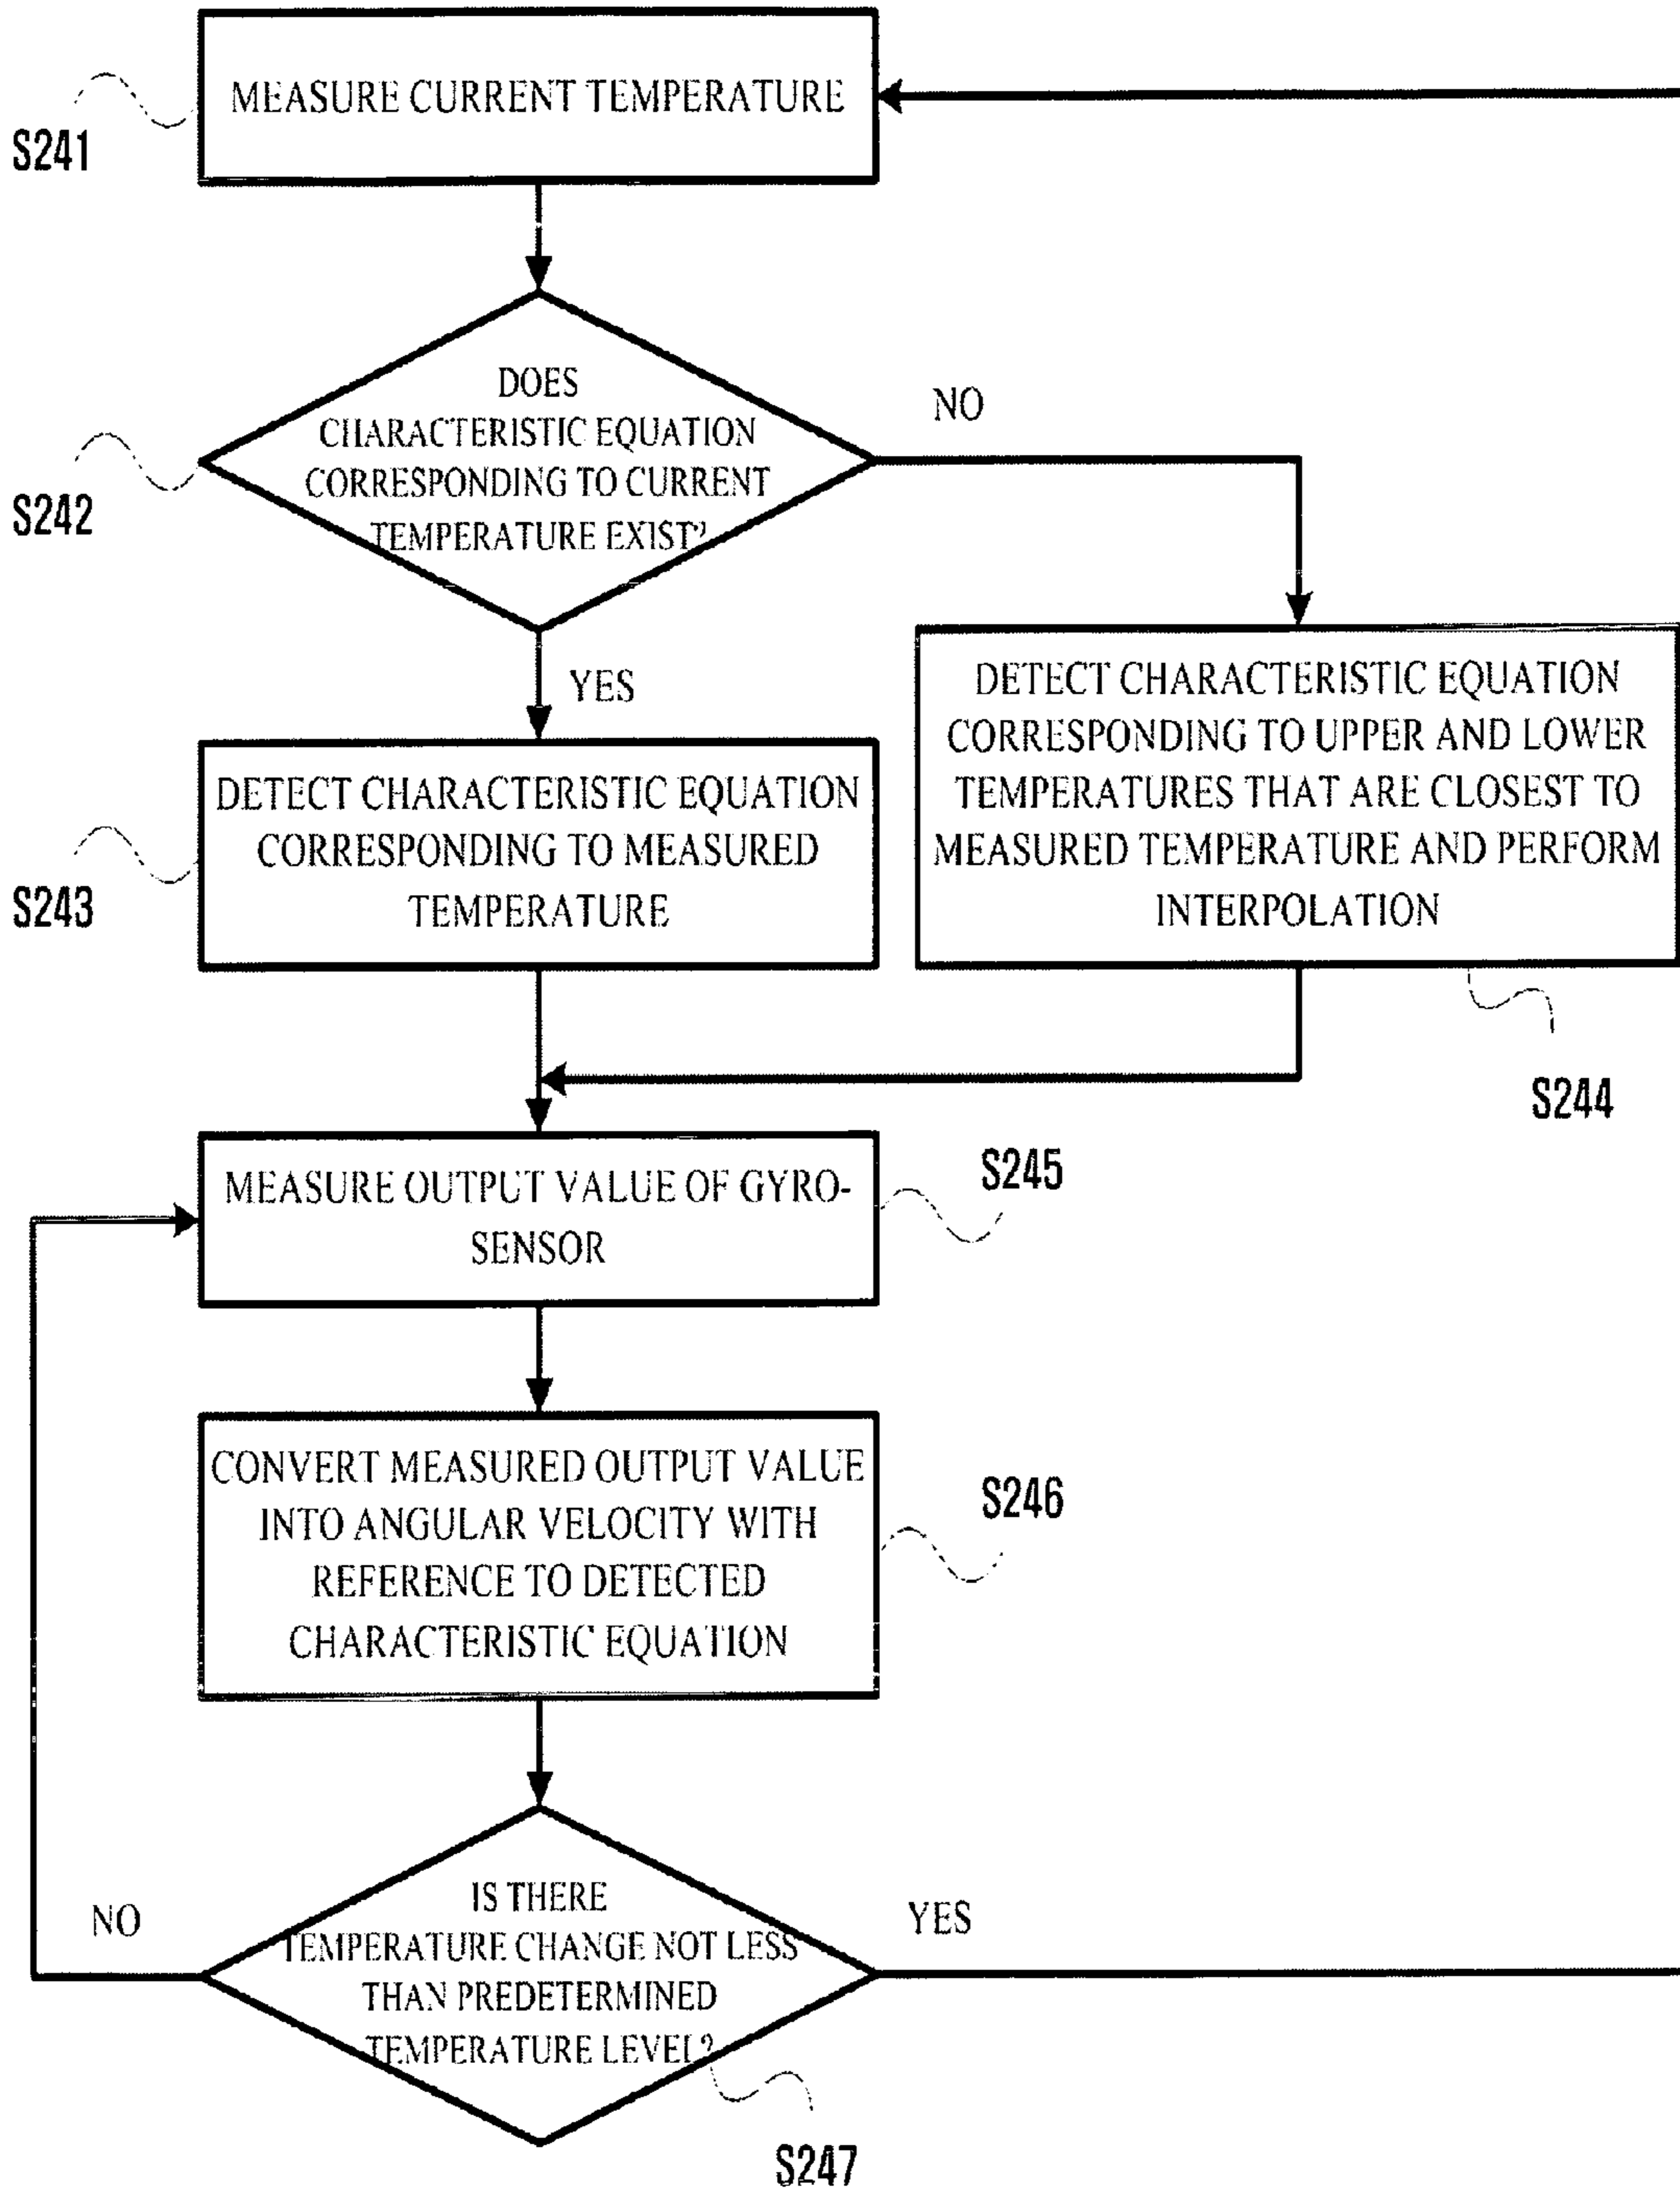 MEASURE CURRENT TEMPERATURE
S241
DOES
CHARACTERISTIC EQUATION
CORRESPONDING TO CURRENT
TEMPERATURE EXIST?
NO
S242
YES
DETECT CHARACTERISTIC EQUATION
CORRESPONDING TO MEASURED
TEMPERATURE
S243
DETECT CHARACTERISTIC EQUATION
CORRESPONDING TO UPPER AND LOWER
TEMPERATURES THAT ARE CLOSEST TO
MEASURED TEMPERATURE AND PERFORM
INTERPOLATION
S244
MEASURE OUTPUT VALUE OF GYRO-
SENSOR
S245
CONVERT MEASURED OUTPUT VALUE
INTO ANGULAR VELOCITY WITH
REFERENCE TO DETECTED
CHARACTERISTIC EQUATION
S246
IS THERE
TEMPERATURE CHANGE NOT LESS
THAN PREDETERMINED
TEMPERATURE LEVEL?
NO
YES
S247